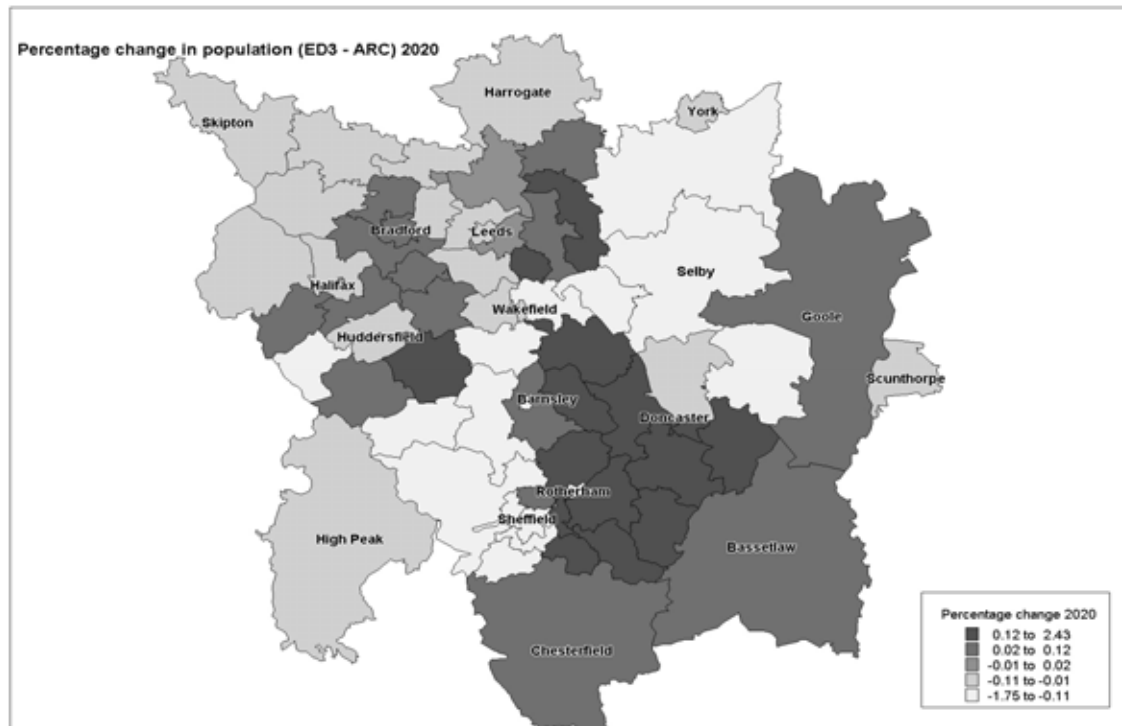 Percentage change in population (ED3 - ARC) 2020
Harrogate
York
Skipton
Bradford
Leeds
Selby
Halifax
Wakefield
Goole
Huddersfield
Scunthorpe
Barnsley
Doncaster
Rotherham
Sheffield
High Peak
Bassetlaw
Chesterfield
Percentage change 2020
0.12 to 2.43
0.02 to 0.12
-0.01 to 0.02
-0.11 to -0.01
-1.75 to -0.11